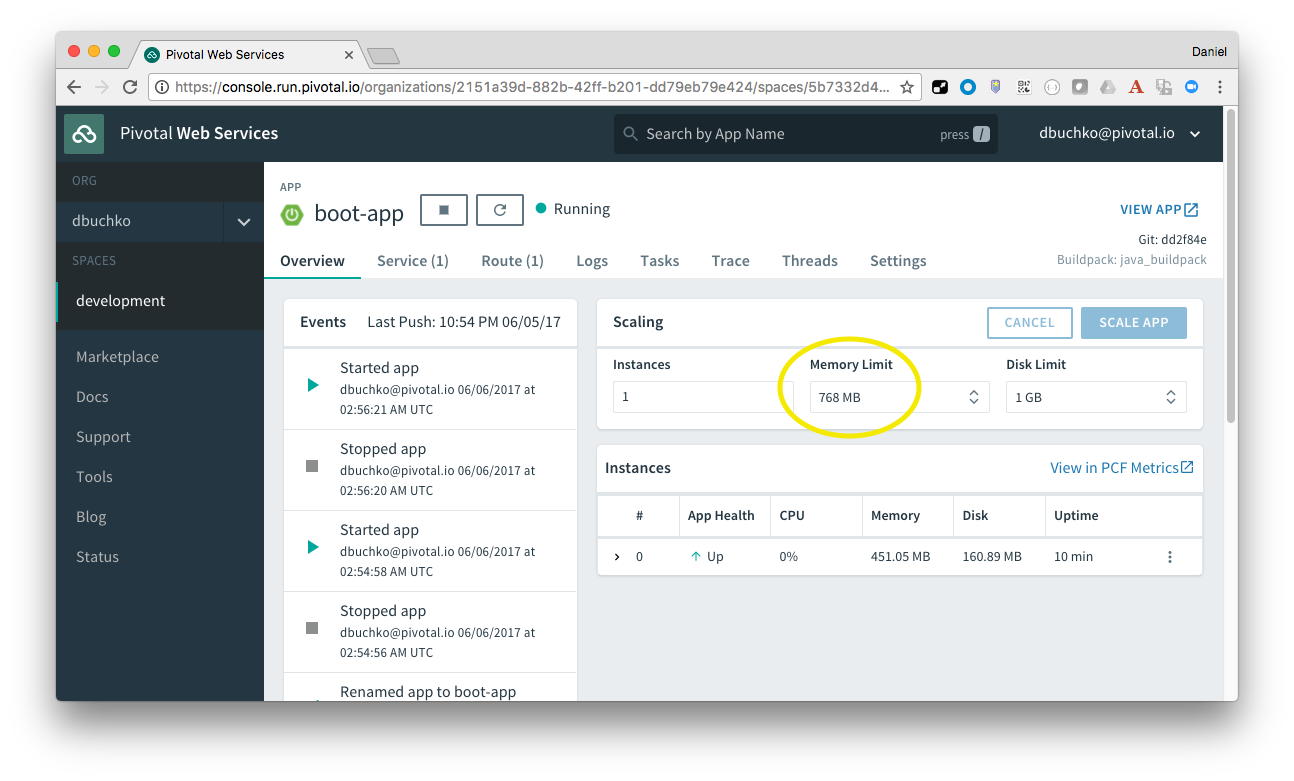 Pivotal Web Services
Daniel
https://console.run.pivotal.io/organizations/2151a39d-882b-42ff-b201-dd79eb79e424/spaces/5b7332d4...
Pivotal Web Services
Search by App Name
press /
dbuchko@pivotal.io
ORG
dbuchko
SPACES
development
Marketplace
Docs
Support
Tools
Blog
Status
APP
boot-app
Running
VIEW APP
Git: dd2f84e
Buildpack: java_buildpack
Overview
Service (1)
Route (1)
Logs
Tasks
Trace
Threads
Settings
Events
Last Push: 10:54 PM 06/05/17
Started app
dbuchko@pivotal.io 06/06/2017 at
02:56:21 AM UTC
Stopped app
dbuchko@pivotal.io 06/06/2017 at
02:56:20 AM UTC
Started app
dbuchko@pivotal.io 06/06/2017 at
02:54:58 AM UTC
Stopped app
dbuchko@pivotal.io 06/06/2017 at
02:54:56 AM UTC
Renamed app to boot-app
Scaling
CANCEL
SCALE APP
Instances
Memory Limit
Disk Limit
1
768 MB
1 GB
Instances
View in PCF Metrics
# App Health CPU Memory Disk Uptime
0 Up 0% 451.05 MB 160.89 MB 10 min